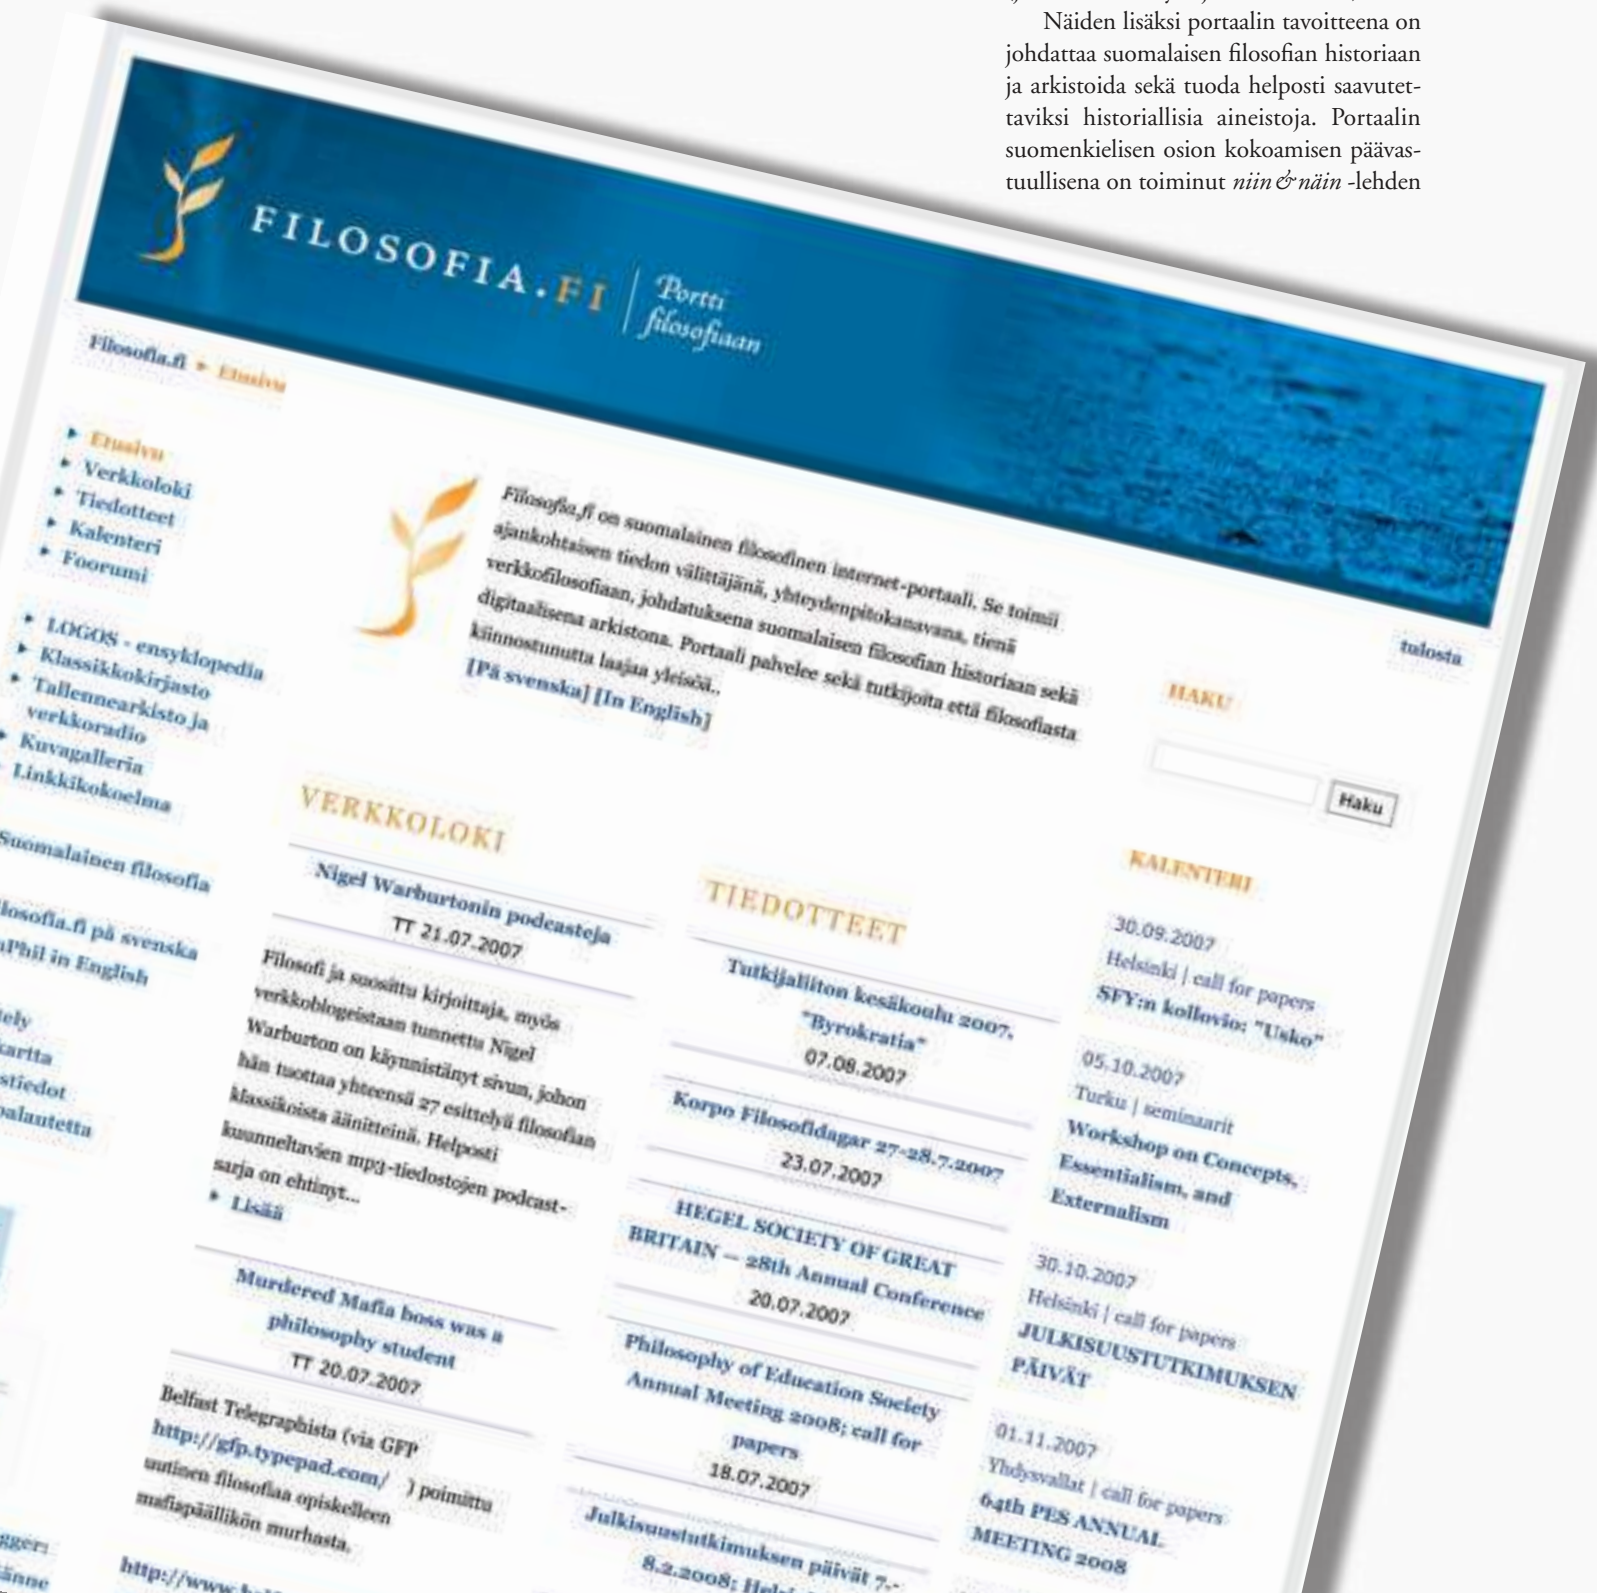 Näiden lisäksi portaalin tavoitteena on
johdattaa suomalaisen filosofian historiaan
ja arkistoida sekä tuoda helposti saavutet-
taviksi historiallisia aineistoja. Portaalin
suomenkielisen osion kokoamisen päävas-
tuullisena on toiminut niin & näin -lehden
FILOSOFIA.FI
Portti
filosofiaan
Filosofia.fi ▸ Etusivu
Etusivu
Verkkoloki
Tiedotteet
Kalenteri
Foorumi
LOGOS - ensyklopedia
Klassikkokirjasto
Tallennearkisto ja
verkkoradio
Kuvagalleria
Linkkikokoelma
Suomalainen filosofia
losofia.fi på svenska
Phil in English
ely
kartta
stiedot
palautetta
Filosofia.fi on suomalainen filosofinen internet-portaali. Se toimii
ajankohtaisen tiedon välittäjänä, yhteydenpitokanavana, tienä
verkkofilosofiaan, johdatuksena suomalaisen filosofian historiaan sekä
digitaalisena arkistona. Portaali palvelee sekä tutkijoita että filosofiasta
kiinnostunutta laajaa yleisöä..
[På svenska] [In English]
tulosta
HAKU
Haku
VERKKOLOKI
Nigel Warburtonin podcasteja
TT 21.07.2007
Filosofi ja suosittu kirjoittaja, myös
verkkoblogeistaan tunnettu Nigel
Warburton on käynnistänyt sivun, johon
hän tuottaa yhteensä 27 esittelyä filosofian
klassikoista äänitteinä. Helposti
kuunneltavien mp3-tiedostojen podcast-
sarja on ehtinyt...
Lisää
Murdered Mafia boss was a
philosophy student
TT 20.07.2007
Belfast Telegraphista (via GFP
http://gfp.typepad.com/ ) poimittu
uutinen filosofiaa opiskelleen
mafiapäällikön murhasta.
TIEDOTTEET
Tutkijaliiton kesäkoulu 2007,
"Byrokratia"
07.08.2007
Korpo Filosofidagar 27-28.7.2007
23.07.2007
HEGEL SOCIETY OF GREAT
BRITAIN – 28th Annual Conference
20.07.2007
Philosophy of Education Society
Annual Meeting 2008; call for
papers
18.07.2007
Julkisuustutkimuksen päivät 7.-
8.2.2008;
KALENTERI
30.09.2007
Helsinki | call for papers
SFY:n kollovio: "Usko"
05.10.2007
Turku | seminaarit
Workshop on Concepts,
Essentialism, and
Externalism
30.10.2007
Helsinki | call for papers
JULKISUUSTUTKIMUKSEN
PÄIVÄT
01.11.2007
Yhdysvallat | call for papers
64th PES ANNUAL
MEETING 2008